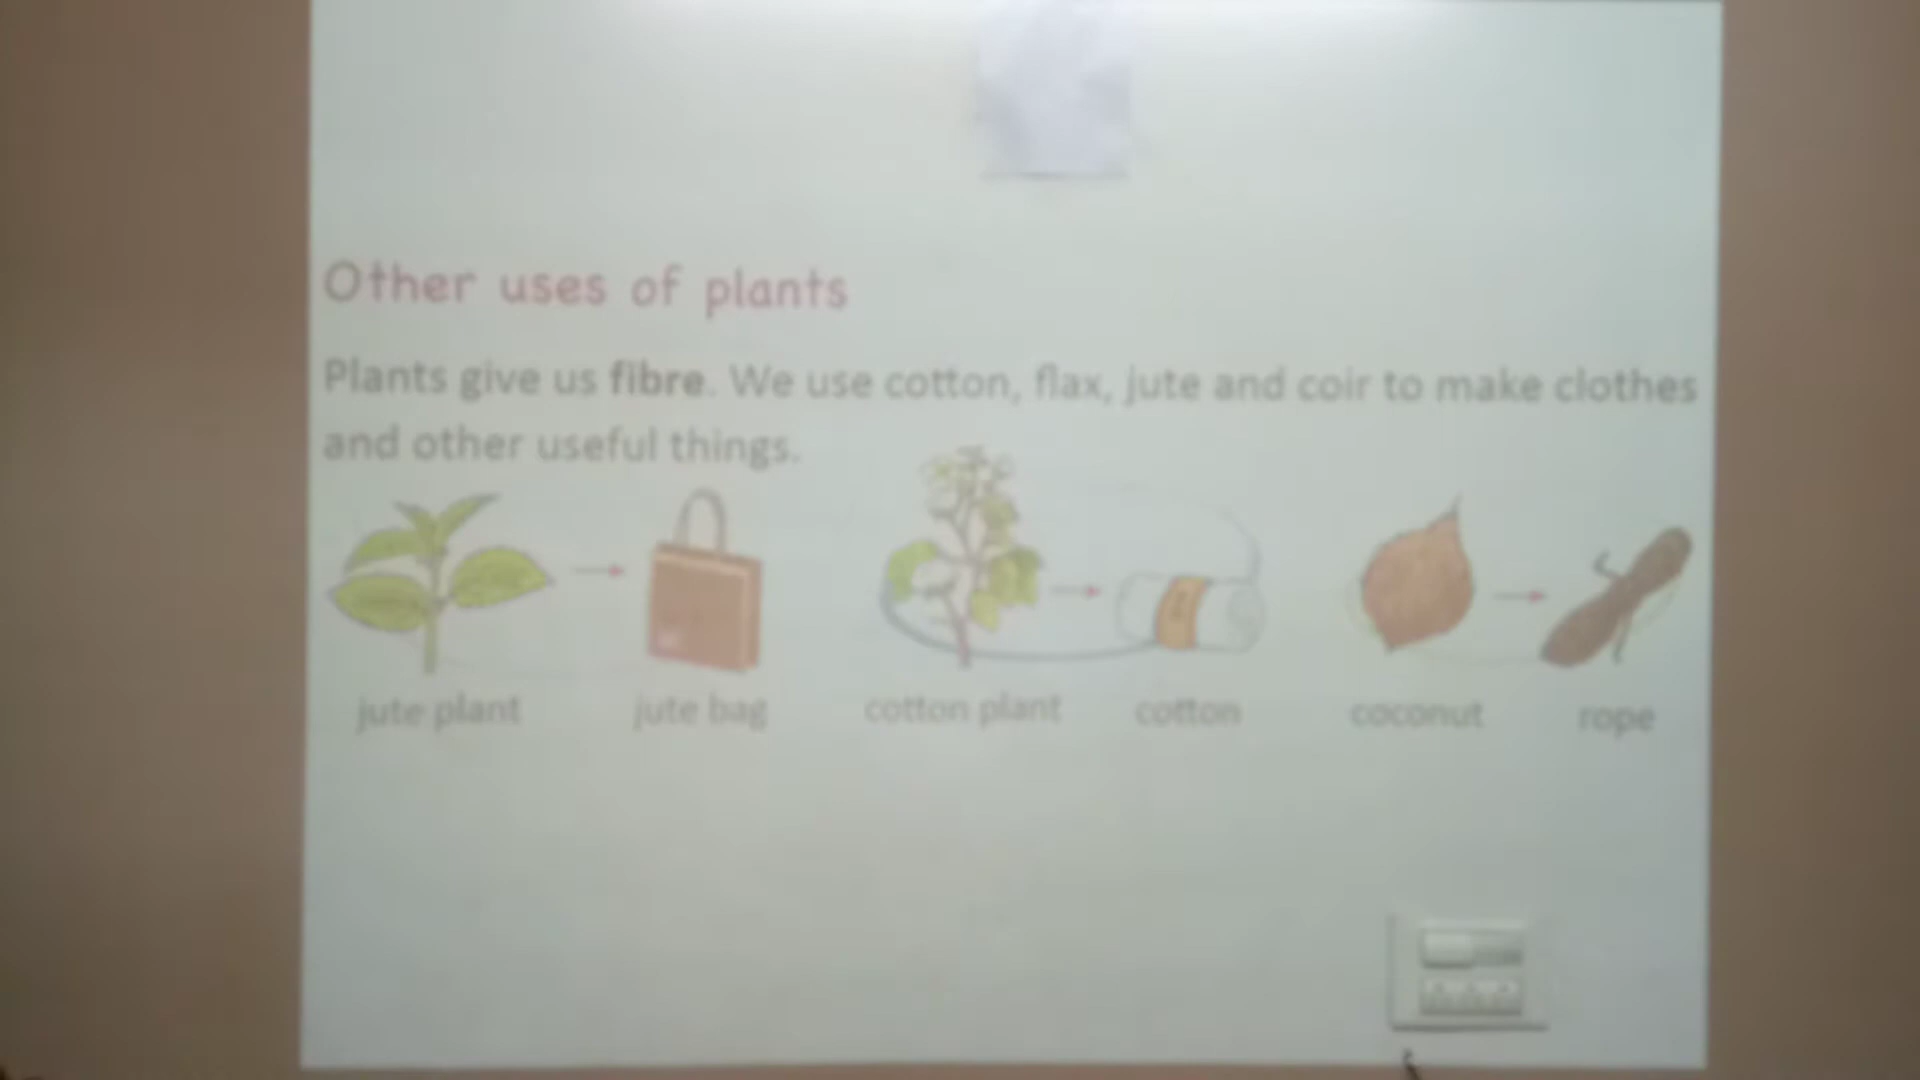 Other uses of plants
Plants give us fibre. We use cotton, flax, jute and coir to make clothes
and other useful things.
jute plant jute bag cotton plant cotton coconut rope